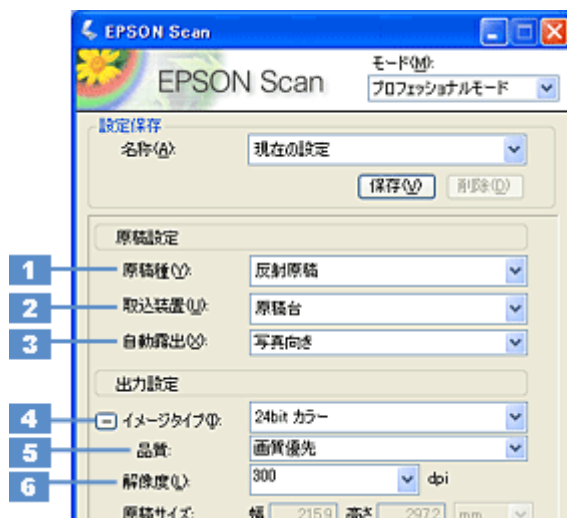 EPSON Scan
EPSON Scan
モード(M):
プロフェッショナルモード
設定保存
名称(A):
現在の設定
保存(V)
削除(D)
原稿設定
1 原稿種(Y): 反射原稿
2 取込装置(U): 原稿台
3 自動露出(X): 写真向き
出力設定
4 イメージタイプ(I): 24bit カラー
5 品質: 画質優先
6 解像度(L): 300 dpi
原稿サイズ: 幅 215.9 高さ 297.2 mm